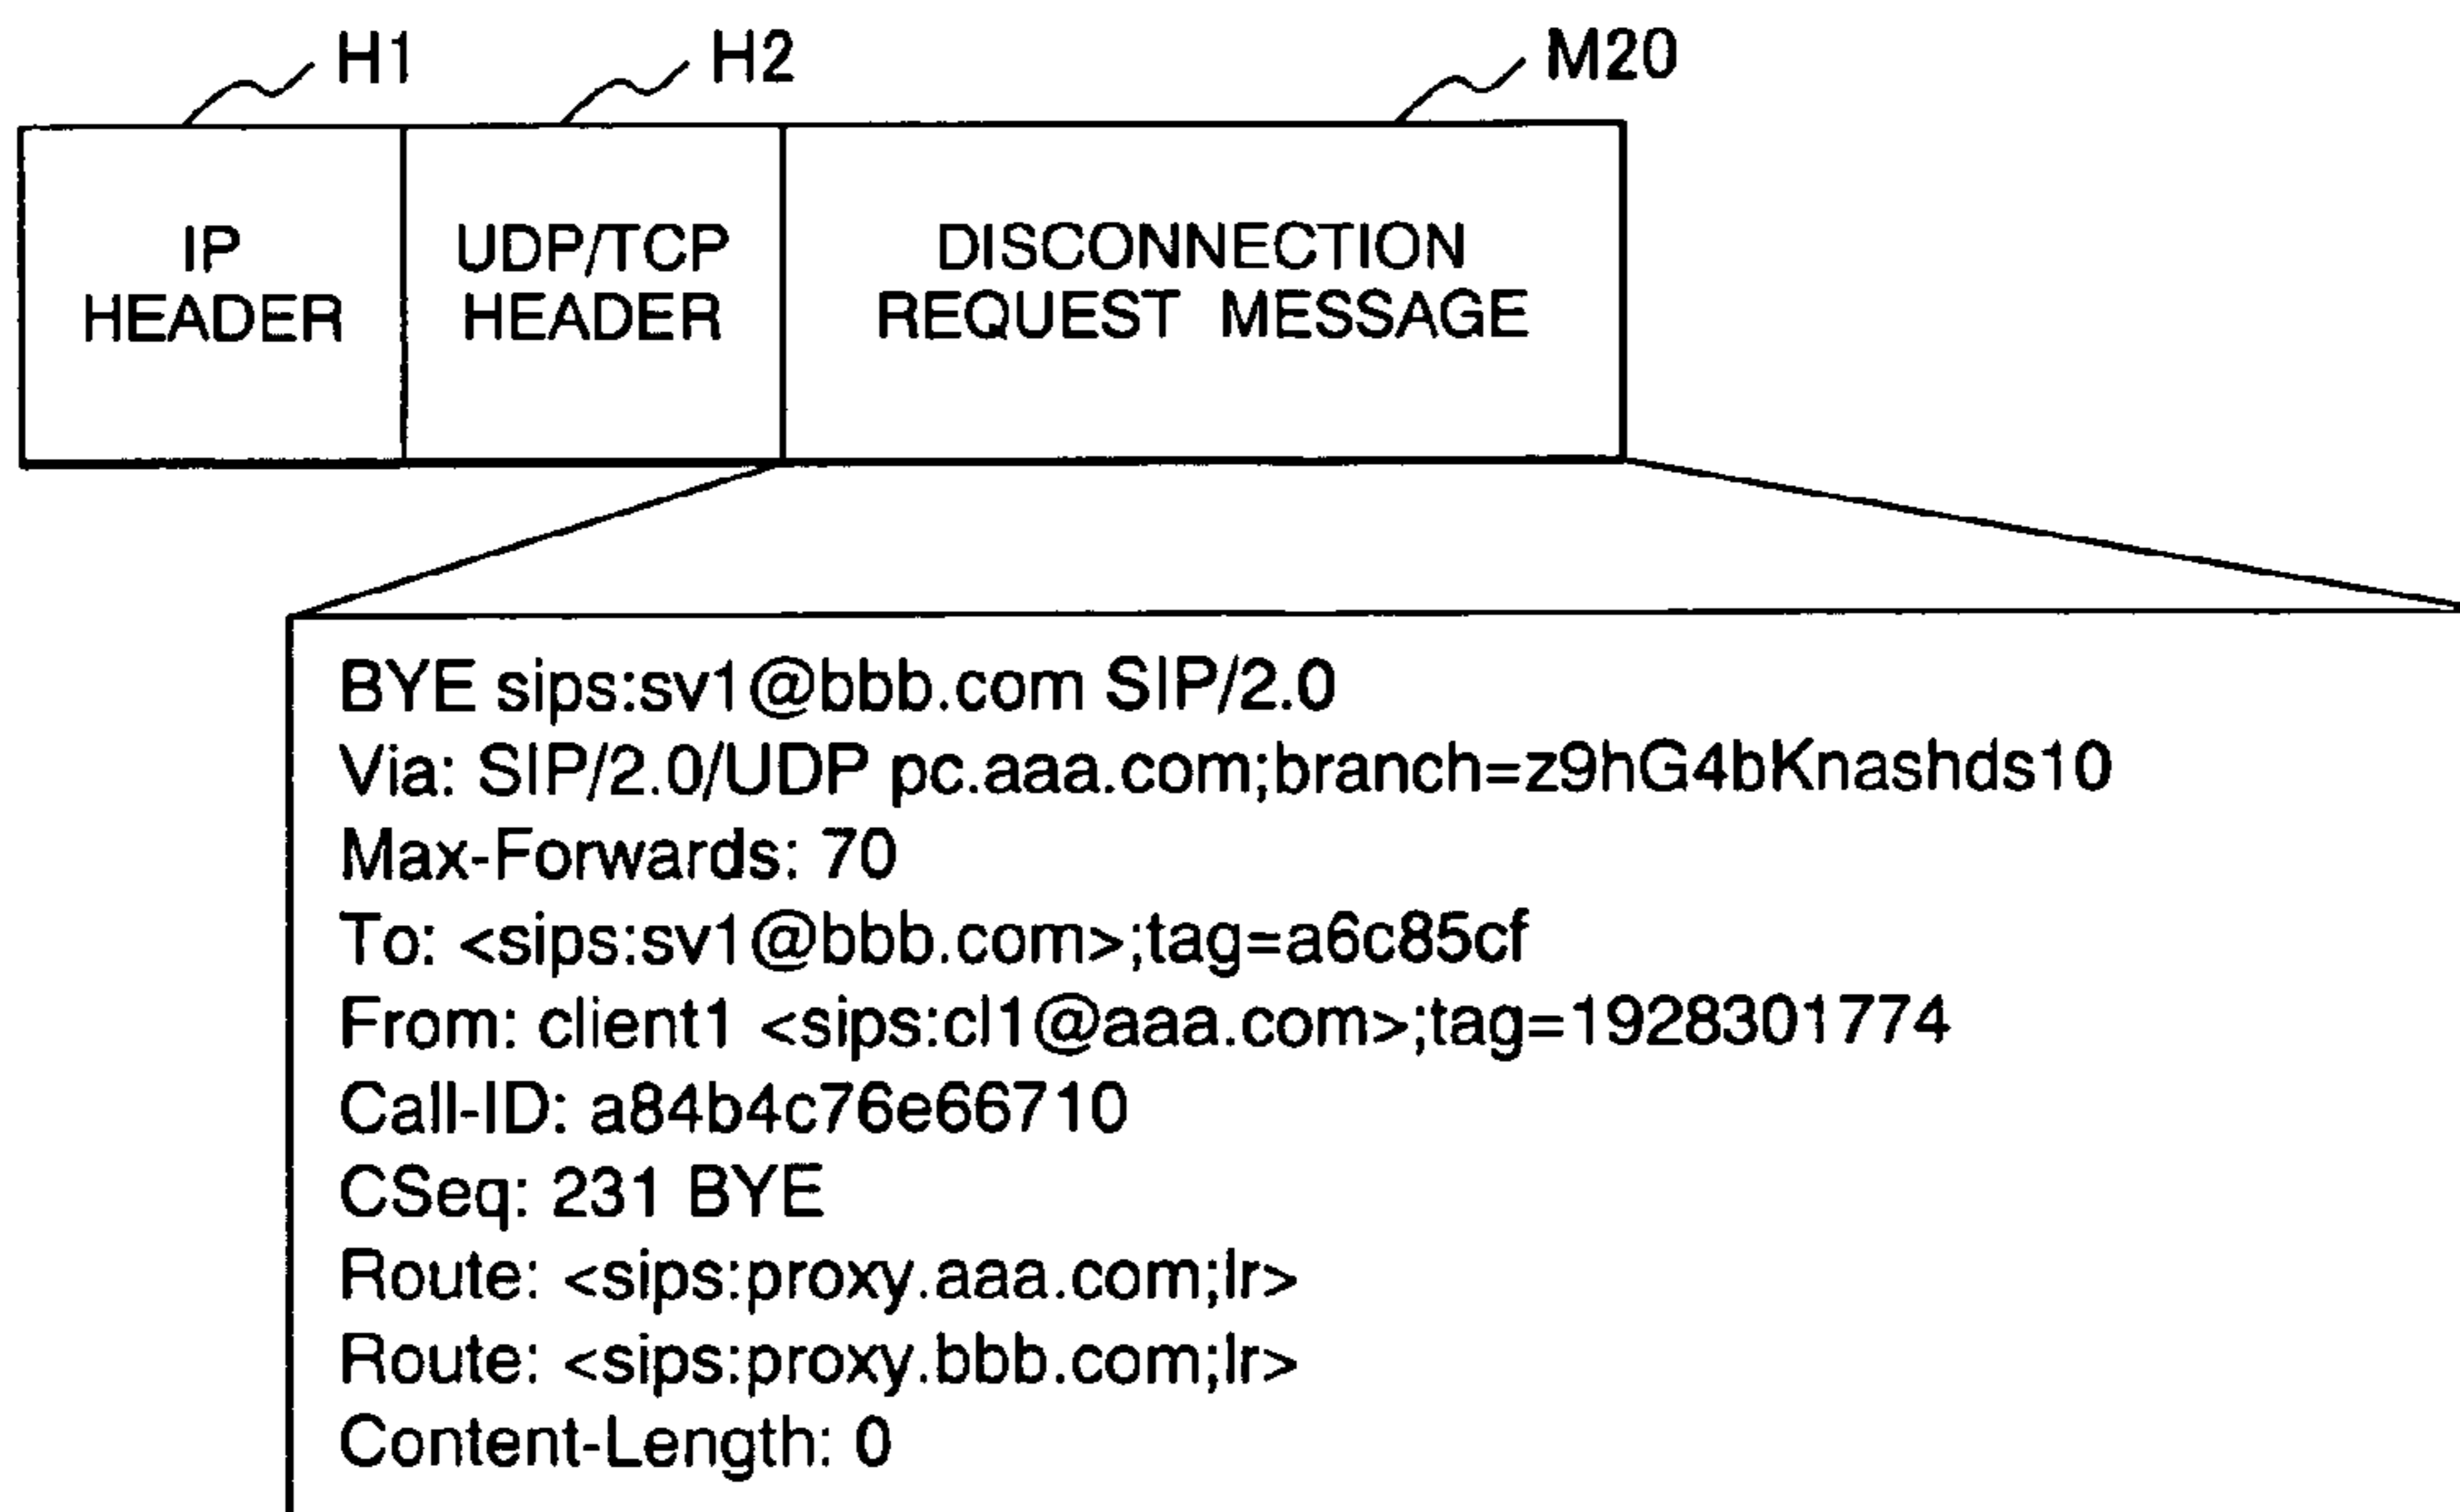 H1
H2
M20
IP
HEADER
UDP/TCP
HEADER
DISCONNECTION
REQUEST MESSAGE
BYE sips:sv1@bbb.com SIP/2.0
Via: SIP/2.0/UDP pc.aaa.com;branch=z9hG4bKnashds10
Max-Forwards: 70
To: <sips:sv1@bbb.com>;tag=a6c85cf
From: client1 <sips:cl1@aaa.com>;tag=1928301774
Call-ID: a84b4c76e66710
CSeq: 231 BYE
Route: <sips:proxy.aaa.com;lr>
Route: <sips:proxy.bbb.com;lr>
Content-Length: 0